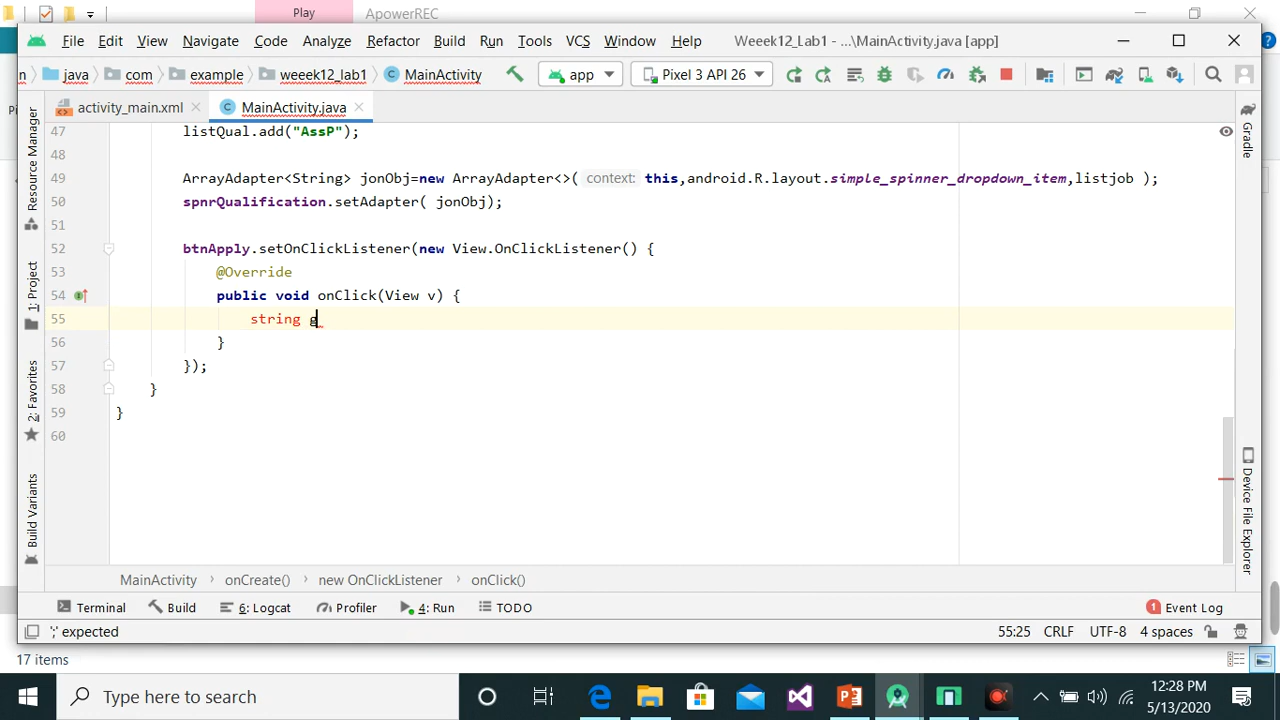 Play
ApowerREC
File Edit View Navigate Code Analyze Refactor Build Run Tools VCS Window Help Weeek12_Lab1 - ...\MainActivity.java [app]
java com example weeek12_lab1 MainActivity app Pixel 3 API 26
activity_main.xml MainActivity.java
47 listQual.add("AssP");
48
49 ArrayAdapter<String> jonObj=new ArrayAdapter<>( context: this,android.R.layout.simple_spinner_dropdown_item,listjob );
50 spnrQualification.setAdapter( jonObj);
51
52 btnApply.setOnClickListener(new View.OnClickListener() {
53 @Override
54 public void onClick(View v) {
55 string g
56 }
57 });
58 }
59 }
60
Resource Manager
1: Project
2: Favorites
Build Variants
Gradle
Device File Explorer
MainActivity onCreate() new OnClickListener onClick()
Terminal Build 6: Logcat Profiler 4: Run TODO 1 Event Log
';' expected 55:25 CRLF UTF-8 4 spaces
17 items
Type here to search
12:28 PM
5/13/2020